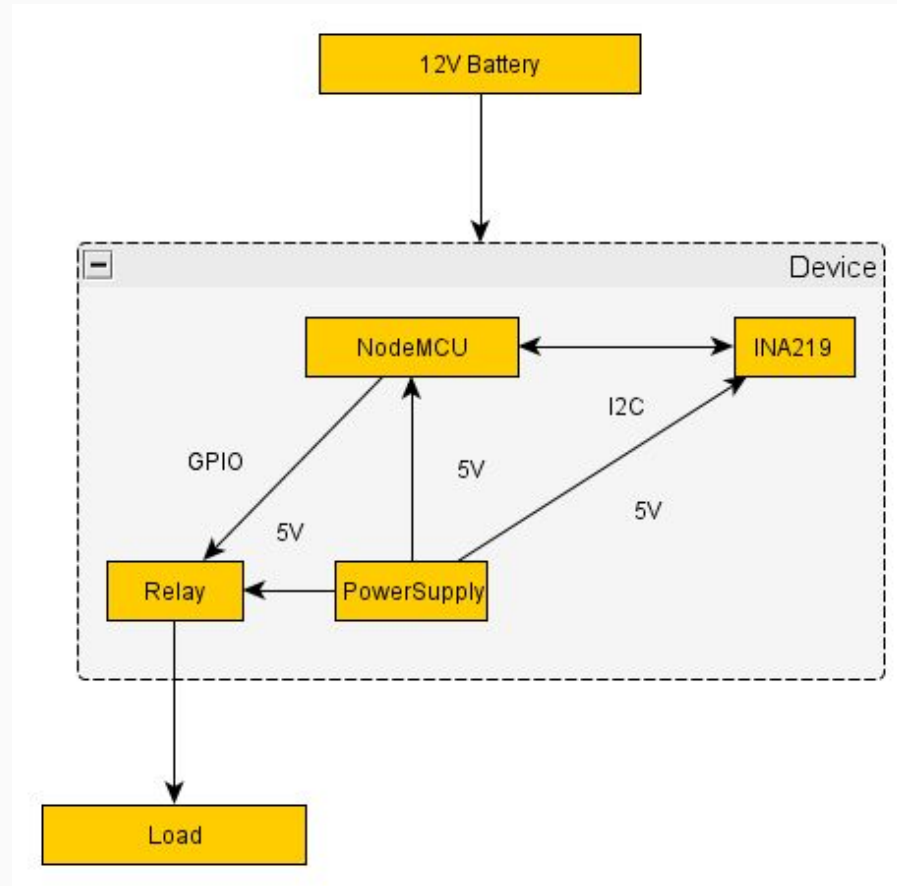 12V Battery
Device
NodeMCU
INA219
I2C
GPIO
5V
5V
5V
Relay
PowerSupply
Load